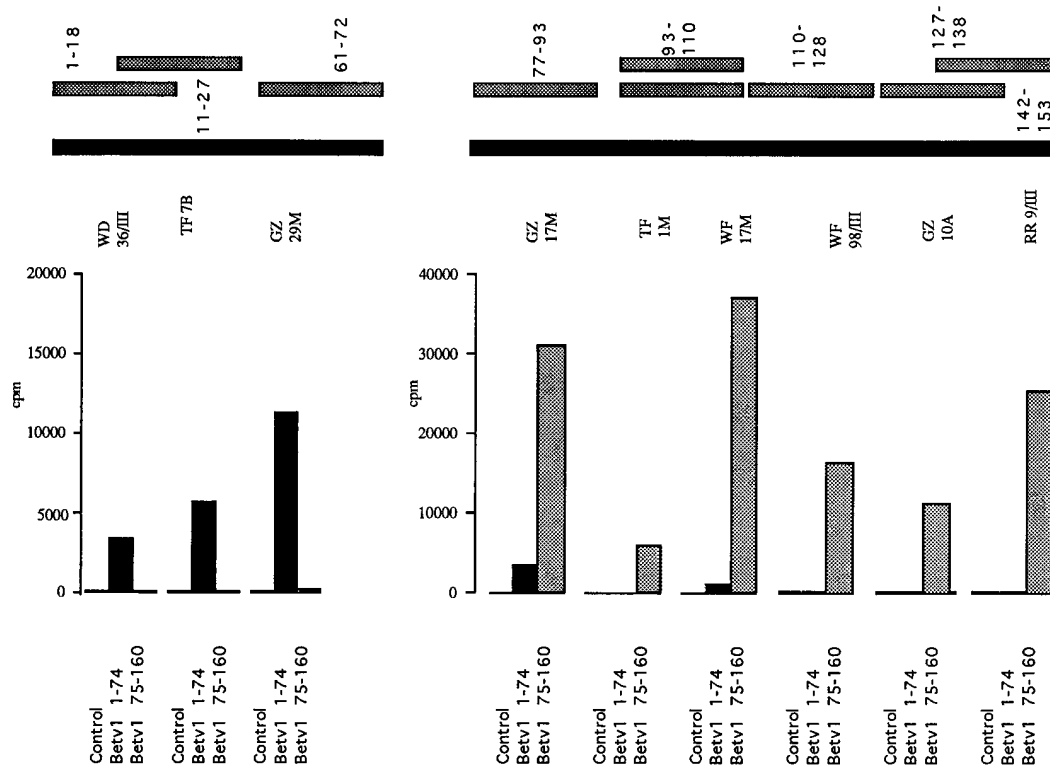 1-18
11-27
61-72
77-93
93-
110
110-
128
127-
138
142-
153
WD
36/III
TF 7B
GZ
29M
GZ
17M
TF
1M
WF
17M
WF
98/III
GZ
10A
RR 9/III
20000
15000
10000
5000
0
cpm
40000
30000
20000
10000
0
cpm
Control
Betv1 1-74
Betv1 75-160
Control
Betv1 1-74
Betv1 75-160
Control
Betv1 1-74
Betv1 75-160
Control
Betv1 1-74
Betv1 75-160
Control
Betv1 1-74
Betv1 75-160
Control
Betv1 1-74
Betv1 75-160
Control
Betv1 1-74
Betv1 75-160
Control
Betv1 1-74
Betv1 75-160
Control
Betv1 1-74
Betv1 75-160